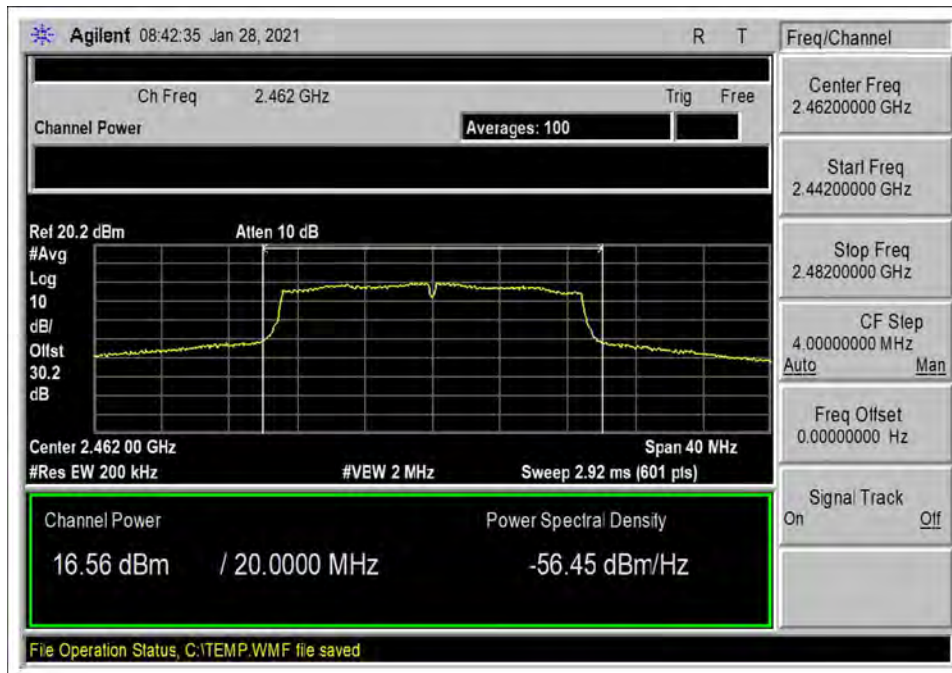 Agilent 08:42:35 Jan 28, 2021 R T
Freq/Channel
Ch Freq 2.462 GHz Trig Free
Channel Power Averages: 100
Ref 20.2 dBm Atten 10 dB
#Avg
Log
10
dB/
Offst
30.2
dB
Center 2.462 00 GHz Span 40 MHz
#Res BW 200 kHz #VBW 2 MHz Sweep 2.92 ms (601 pts)
Channel Power Power Spectral Density
16.56 dBm / 20.0000 MHz -56.45 dBm/Hz
File Operation Status, C:\TEMP.WMF file saved
Center Freq
2.46200000 GHz
Start Freq
2.44200000 GHz
Stop Freq
2.48200000 GHz
CF Step
4.00000000 MHz
Auto Man
Freq Offset
0.00000000 Hz
Signal Track
On Off